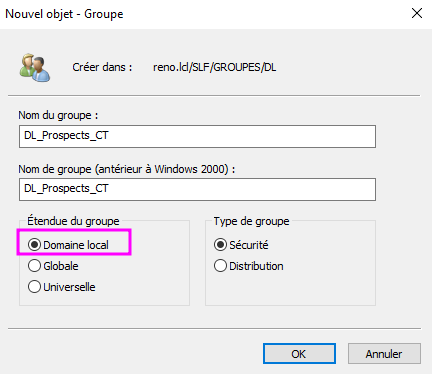 Nouvel objet - Groupe
Créer dans : reno.lcl/SLF/GROUPES/DL
Nom du groupe :
DL_Prospects_CT
Nom de groupe (antérieur à Windows 2000) :
DL_Prospects_CT
Étendue du groupe
Domaine local
Globale
Universelle
Type de groupe
Sécurité
Distribution
OK
Annuler